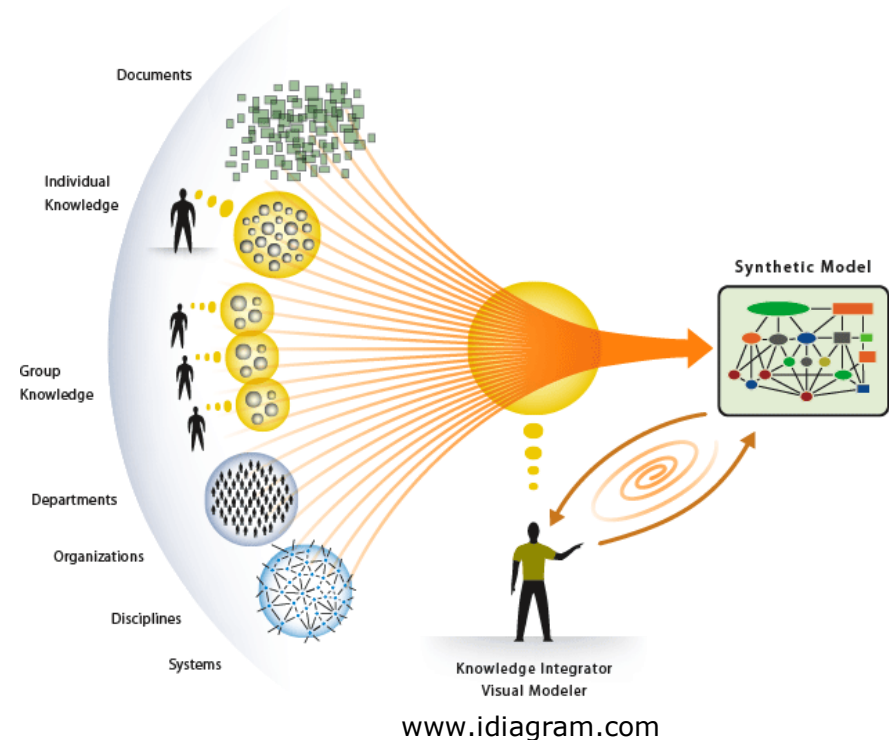 Documents
Individual
Knowledge
Synthetic Model
Group
Knowledge
Departments
Organizations
Disciplines
Systems
Knowledge Integrator
Visual Modeler
www.idiagram.com